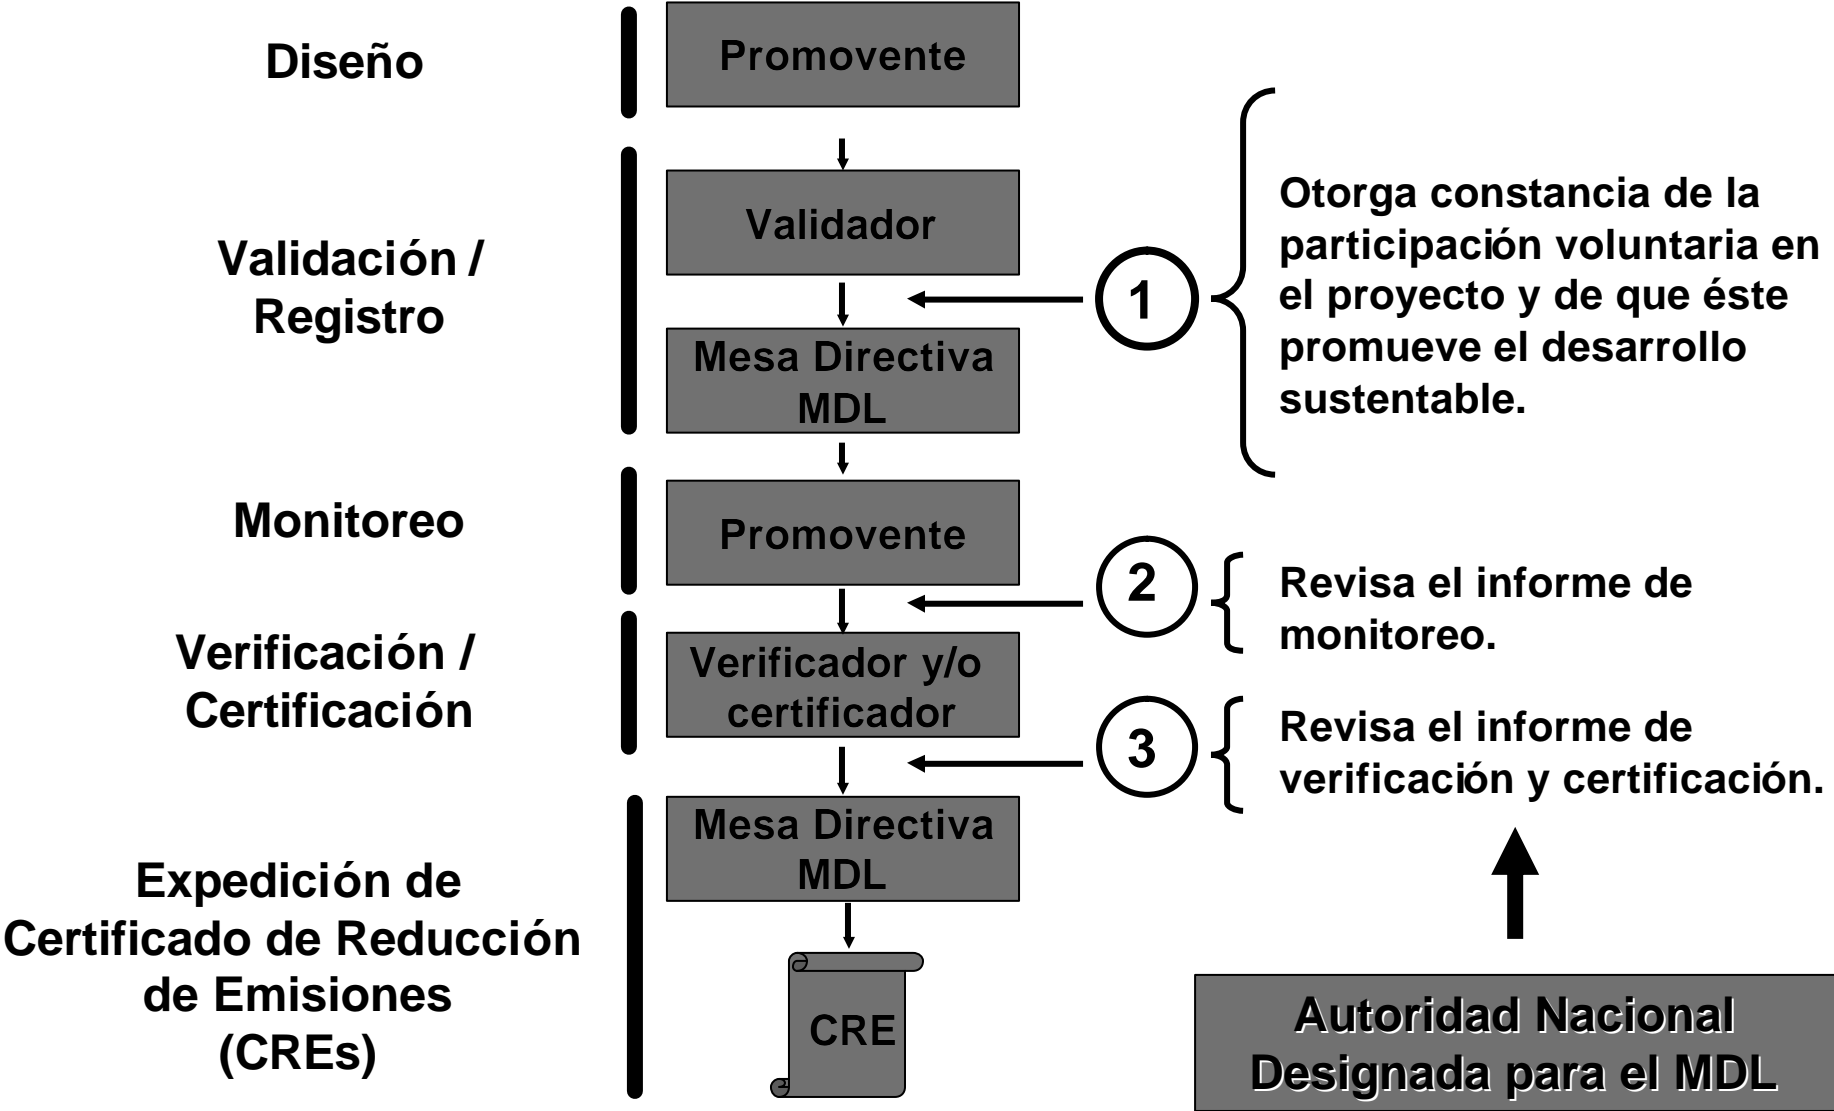 Diseño
Promovente
Validación /
Registro
Validador
Mesa Directiva
MDL
1
Otorga constancia de la
participación voluntaria en
el proyecto y de que éste
promueve el desarrollo
sustentable.
Monitoreo
Promovente
2
Revisa el informe de
monitoreo.
Verificación /
Certificación
Verificador y/o
certificador
3
Revisa el informe de
verificación y certificación.
Expedición de
Certificado de Reducción
de Emisiones
(CREs)
Mesa Directiva
MDL
CRE
Autoridad Nacional
Designada para el MDL